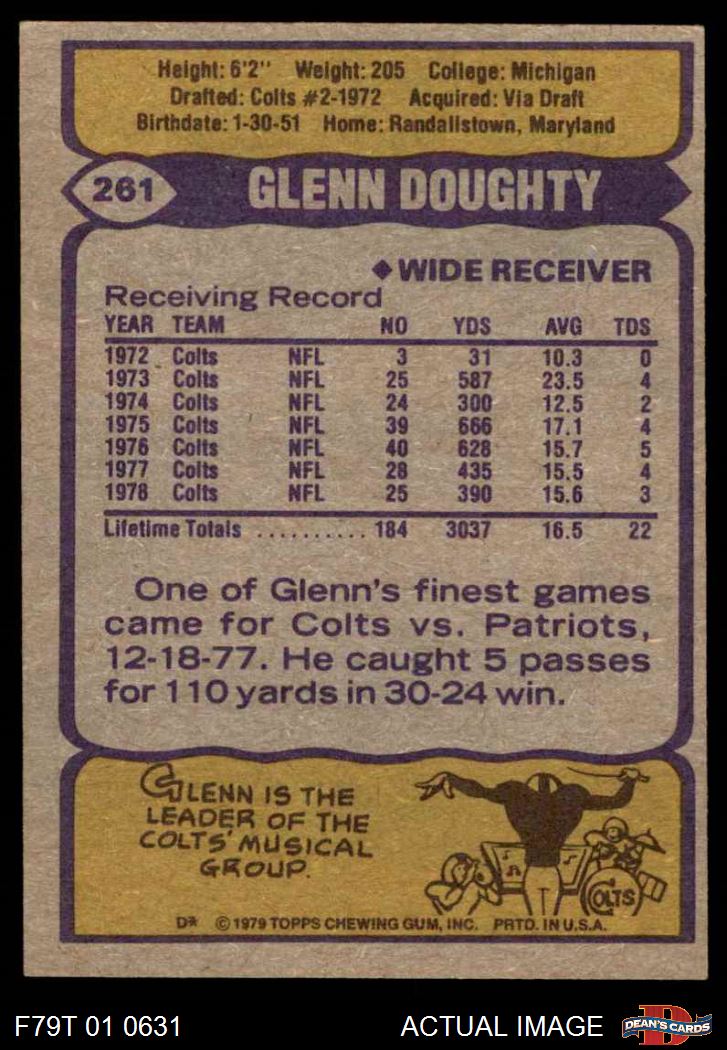 Height: 6'2" Weight: 205 College: Michigan
Drafted: Colts #2-1972 Acquired: Via Draft
Birthdate: 1-30-51 Home: Randallstown, Maryland
261 GLENN DOUGHTY
◆ WIDE RECEIVER
Receiving Record
YEAR TEAM NO YDS AVG TDS
1972 Colts NFL 3 31 10.3 0
1973 Colts NFL 25 587 23.5 4
1974 Colts NFL 24 300 12.5 2
1975 Colts NFL 39 666 17.1 4
1976 Colts NFL 40 628 15.7 5
1977 Colts NFL 28 435 15.5 4
1978 Colts NFL 25 390 15.6 3
Lifetime Totals .......... 184 3037 16.5 22
One of Glenn's finest games
came for Colts vs. Patriots,
12-18-77. He caught 5 passes
for 110 yards in 30-24 win.
GLENN IS THE
LEADER OF THE
COLTS' MUSICAL
GROUP.
COLTS
D* © 1979 TOPPS CHEWING GUM, INC. PRTD. IN U.S.A.
F79T 01 0631 ACTUAL IMAGE
D
DEAN'S CARDS